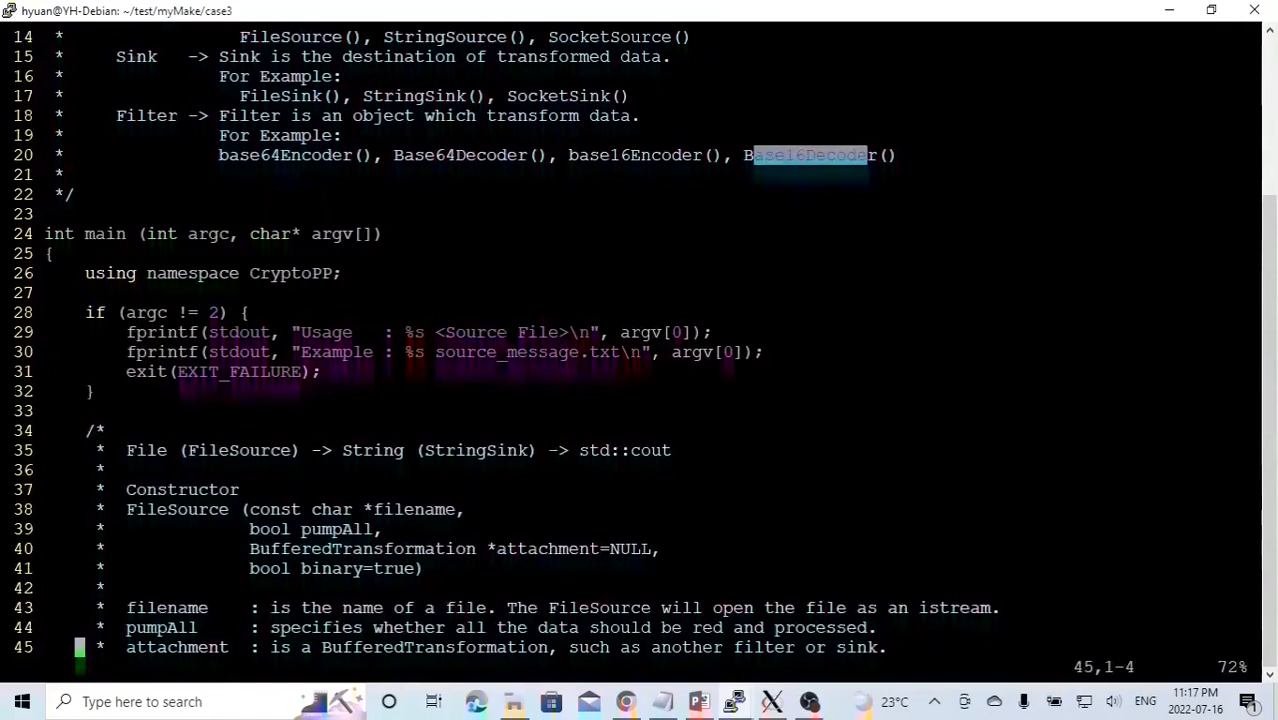 hyuan@YH-Debian: ~/test/myMake/case3
14 * FileSource(), StringSource(), SocketSource()
15 * Sink -> Sink is the destination of transformed data.
16 * For Example:
17 * FileSink(), StringSink(), SocketSink()
18 * Filter -> Filter is an object which transform data.
19 * For Example:
20 * base64Encoder(), Base64Decoder(), base16Encoder(), Base16Decoder()
21 *
22 */
23
24 int main (int argc, char* argv[])
25 {
26 using namespace CryptoPP;
27
28 if (argc != 2) {
29 fprintf(stdout, "Usage : %s <Source File>\n", argv[0]);
30 fprintf(stdout, "Example : %s source_message.txt\n", argv[0]);
31 exit(EXIT_FAILURE);
32 }
33
34 /*
35 * File (FileSource) -> String (StringSink) -> std::cout
36 *
37 * Constructor
38 * FileSource (const char *filename,
39 * bool pumpAll,
40 * BufferedTransformation *attachment=NULL,
41 * bool binary=true)
42 *
43 * filename : is the name of a file. The FileSource will open the file as an istream.
44 * pumpAll : specifies whether all the data should be red and processed.
45 * attachment : is a BufferedTransformation, such as another filter or sink.
45,1-4 72%
Type here to search
23°C
ENG
11:17 PM
2022-07-16
1